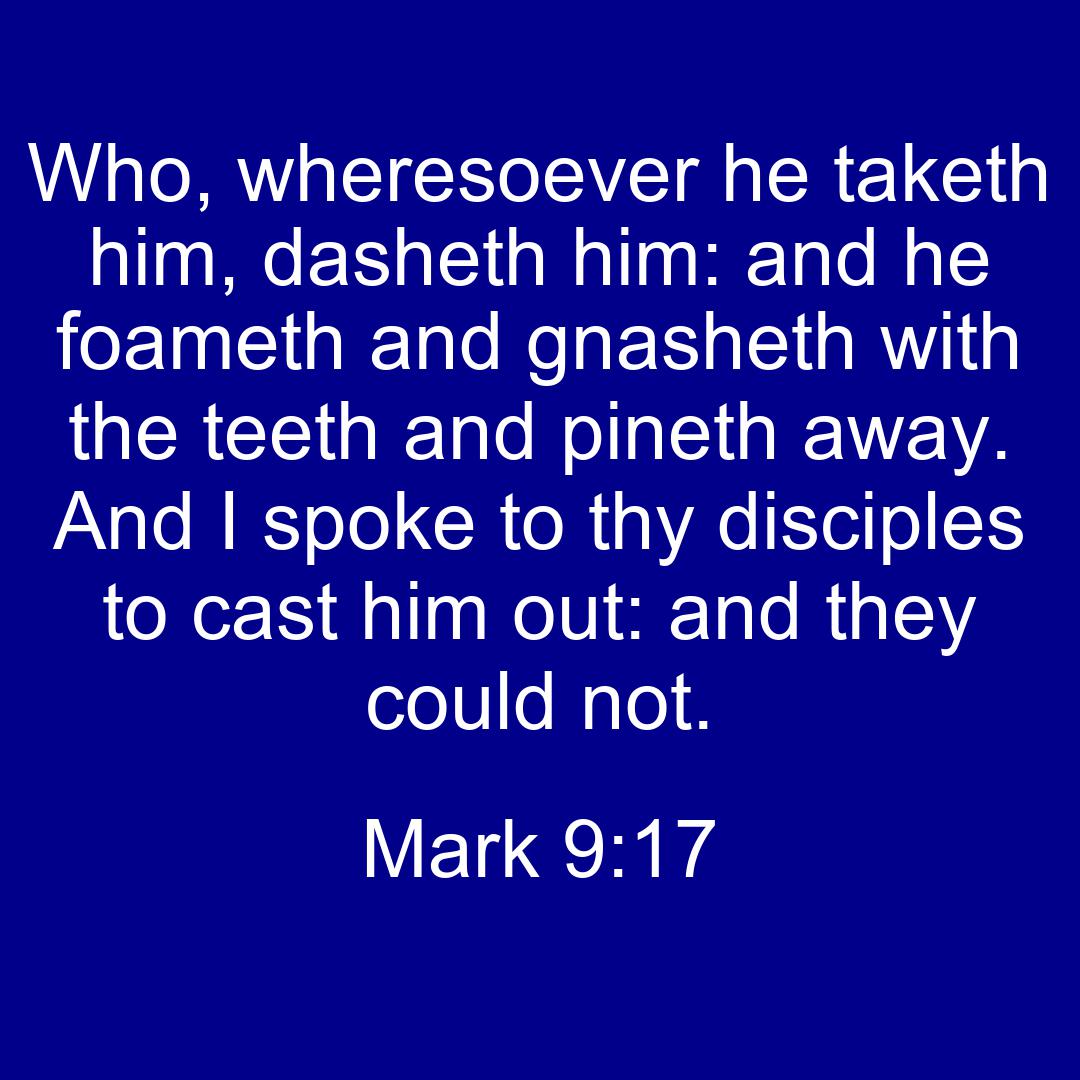 Who, wheresoever he taketh
him, dasheth him: and he
foameth and gnasheth with
the teeth and pineth away.
And I spoke to thy disciples
to cast him out: and they
could not.
Mark 9:17